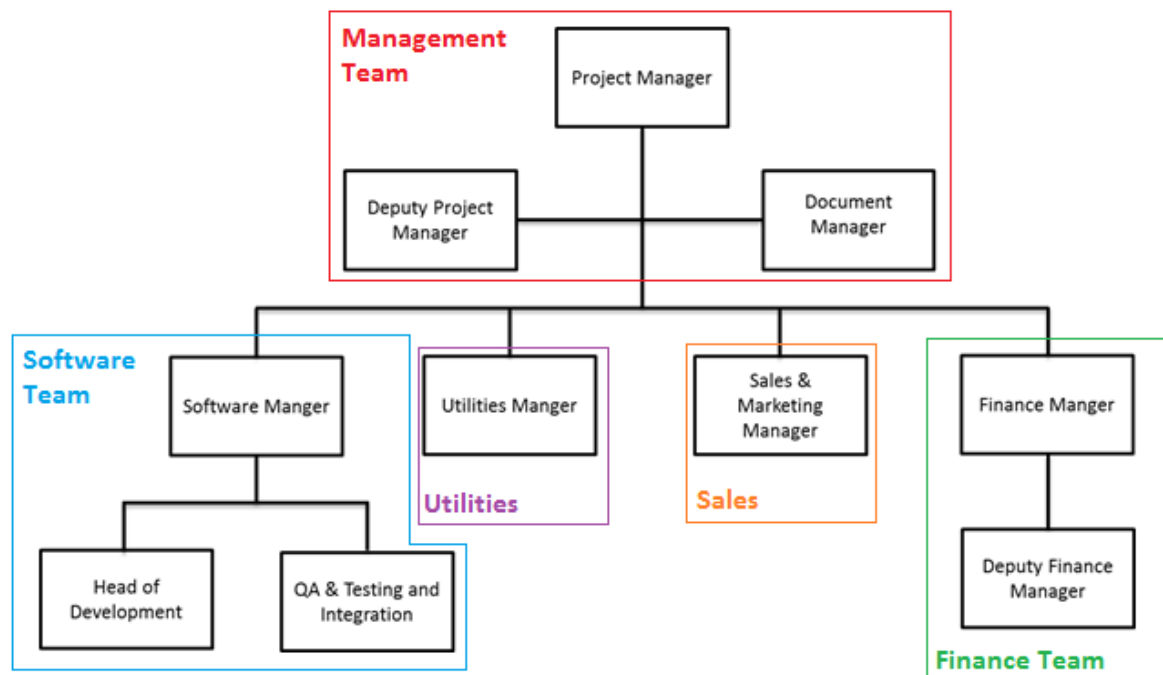 Management
Team
Project Manager
Deputy Project
Manager
Document
Manager
Software
Team
Software Manger
Utilities Manger
Sales &
Marketing
Manager
Finance Manger
Utilities
Sales
Head of
Development
QA & Testing and
Integration
Deputy Finance
Manager
Finance Team